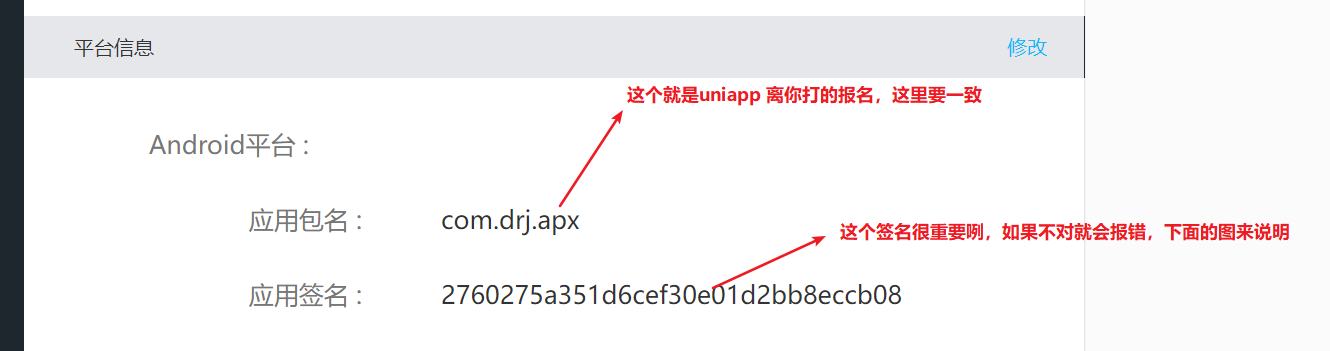 平台信息
修改
这个就是uniapp 离你打的报名，这里要一致
Android平台 :
应用包名 :
com.drj.apx
这个签名很重要咧，如果不对就会报错，下面的图来说明
应用签名 :
2760275a351d6cef30e01d2bb8eccb08